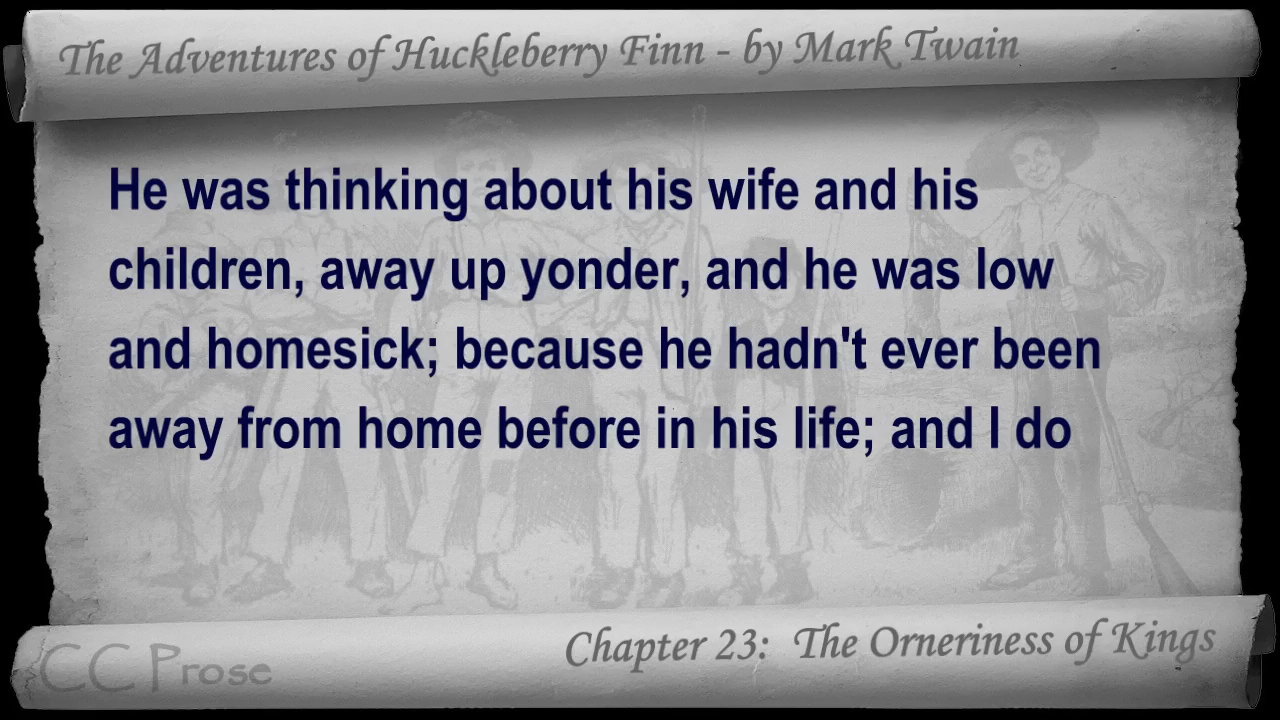 The Adventures of Huckleberry Finn - by Mark Twain
He was thinking about his wife and his
children, away up yonder, and he was low
and homesick; because he hadn't ever been
away from home before in his life; and I do
Chapter 23: The Orneriness of Kings
CC Prose